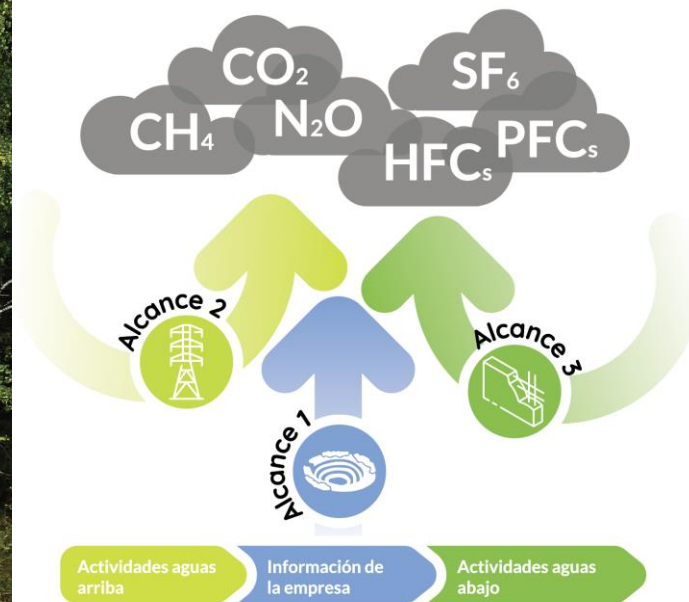 CO₂
SF₆
CH₄
N₂O
HFCs
PFCs
Alcance 2
Alcance 3
Alcance 1
Actividades aguas
arriba
Información de
la empresa
Actividades aguas
abajo